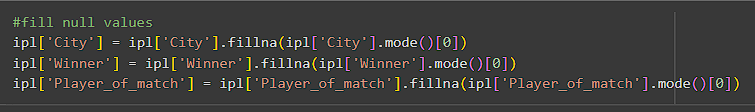 #fill null values
ipl['City'] = ipl['City'].fillna(ipl['City'].mode()[0])
ipl['Winner'] = ipl['Winner'].fillna(ipl['Winner'].mode()[0])
ipl['Player_of_match'] = ipl['Player_of_match'].fillna(ipl['Player_of_match'].mode()[0])